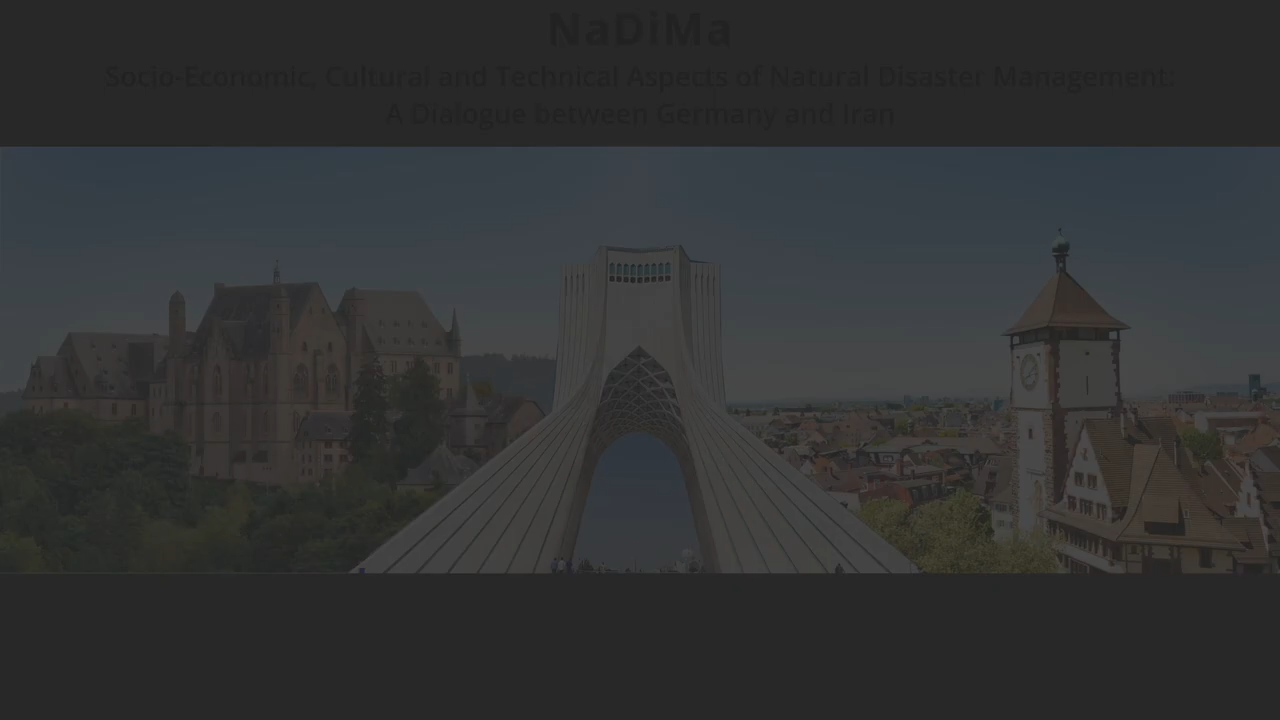 NaDiMa
Socio-Economic, Cultural and Technical Aspects of Natural Disaster Management:
A Dialogue between Germany and Iran